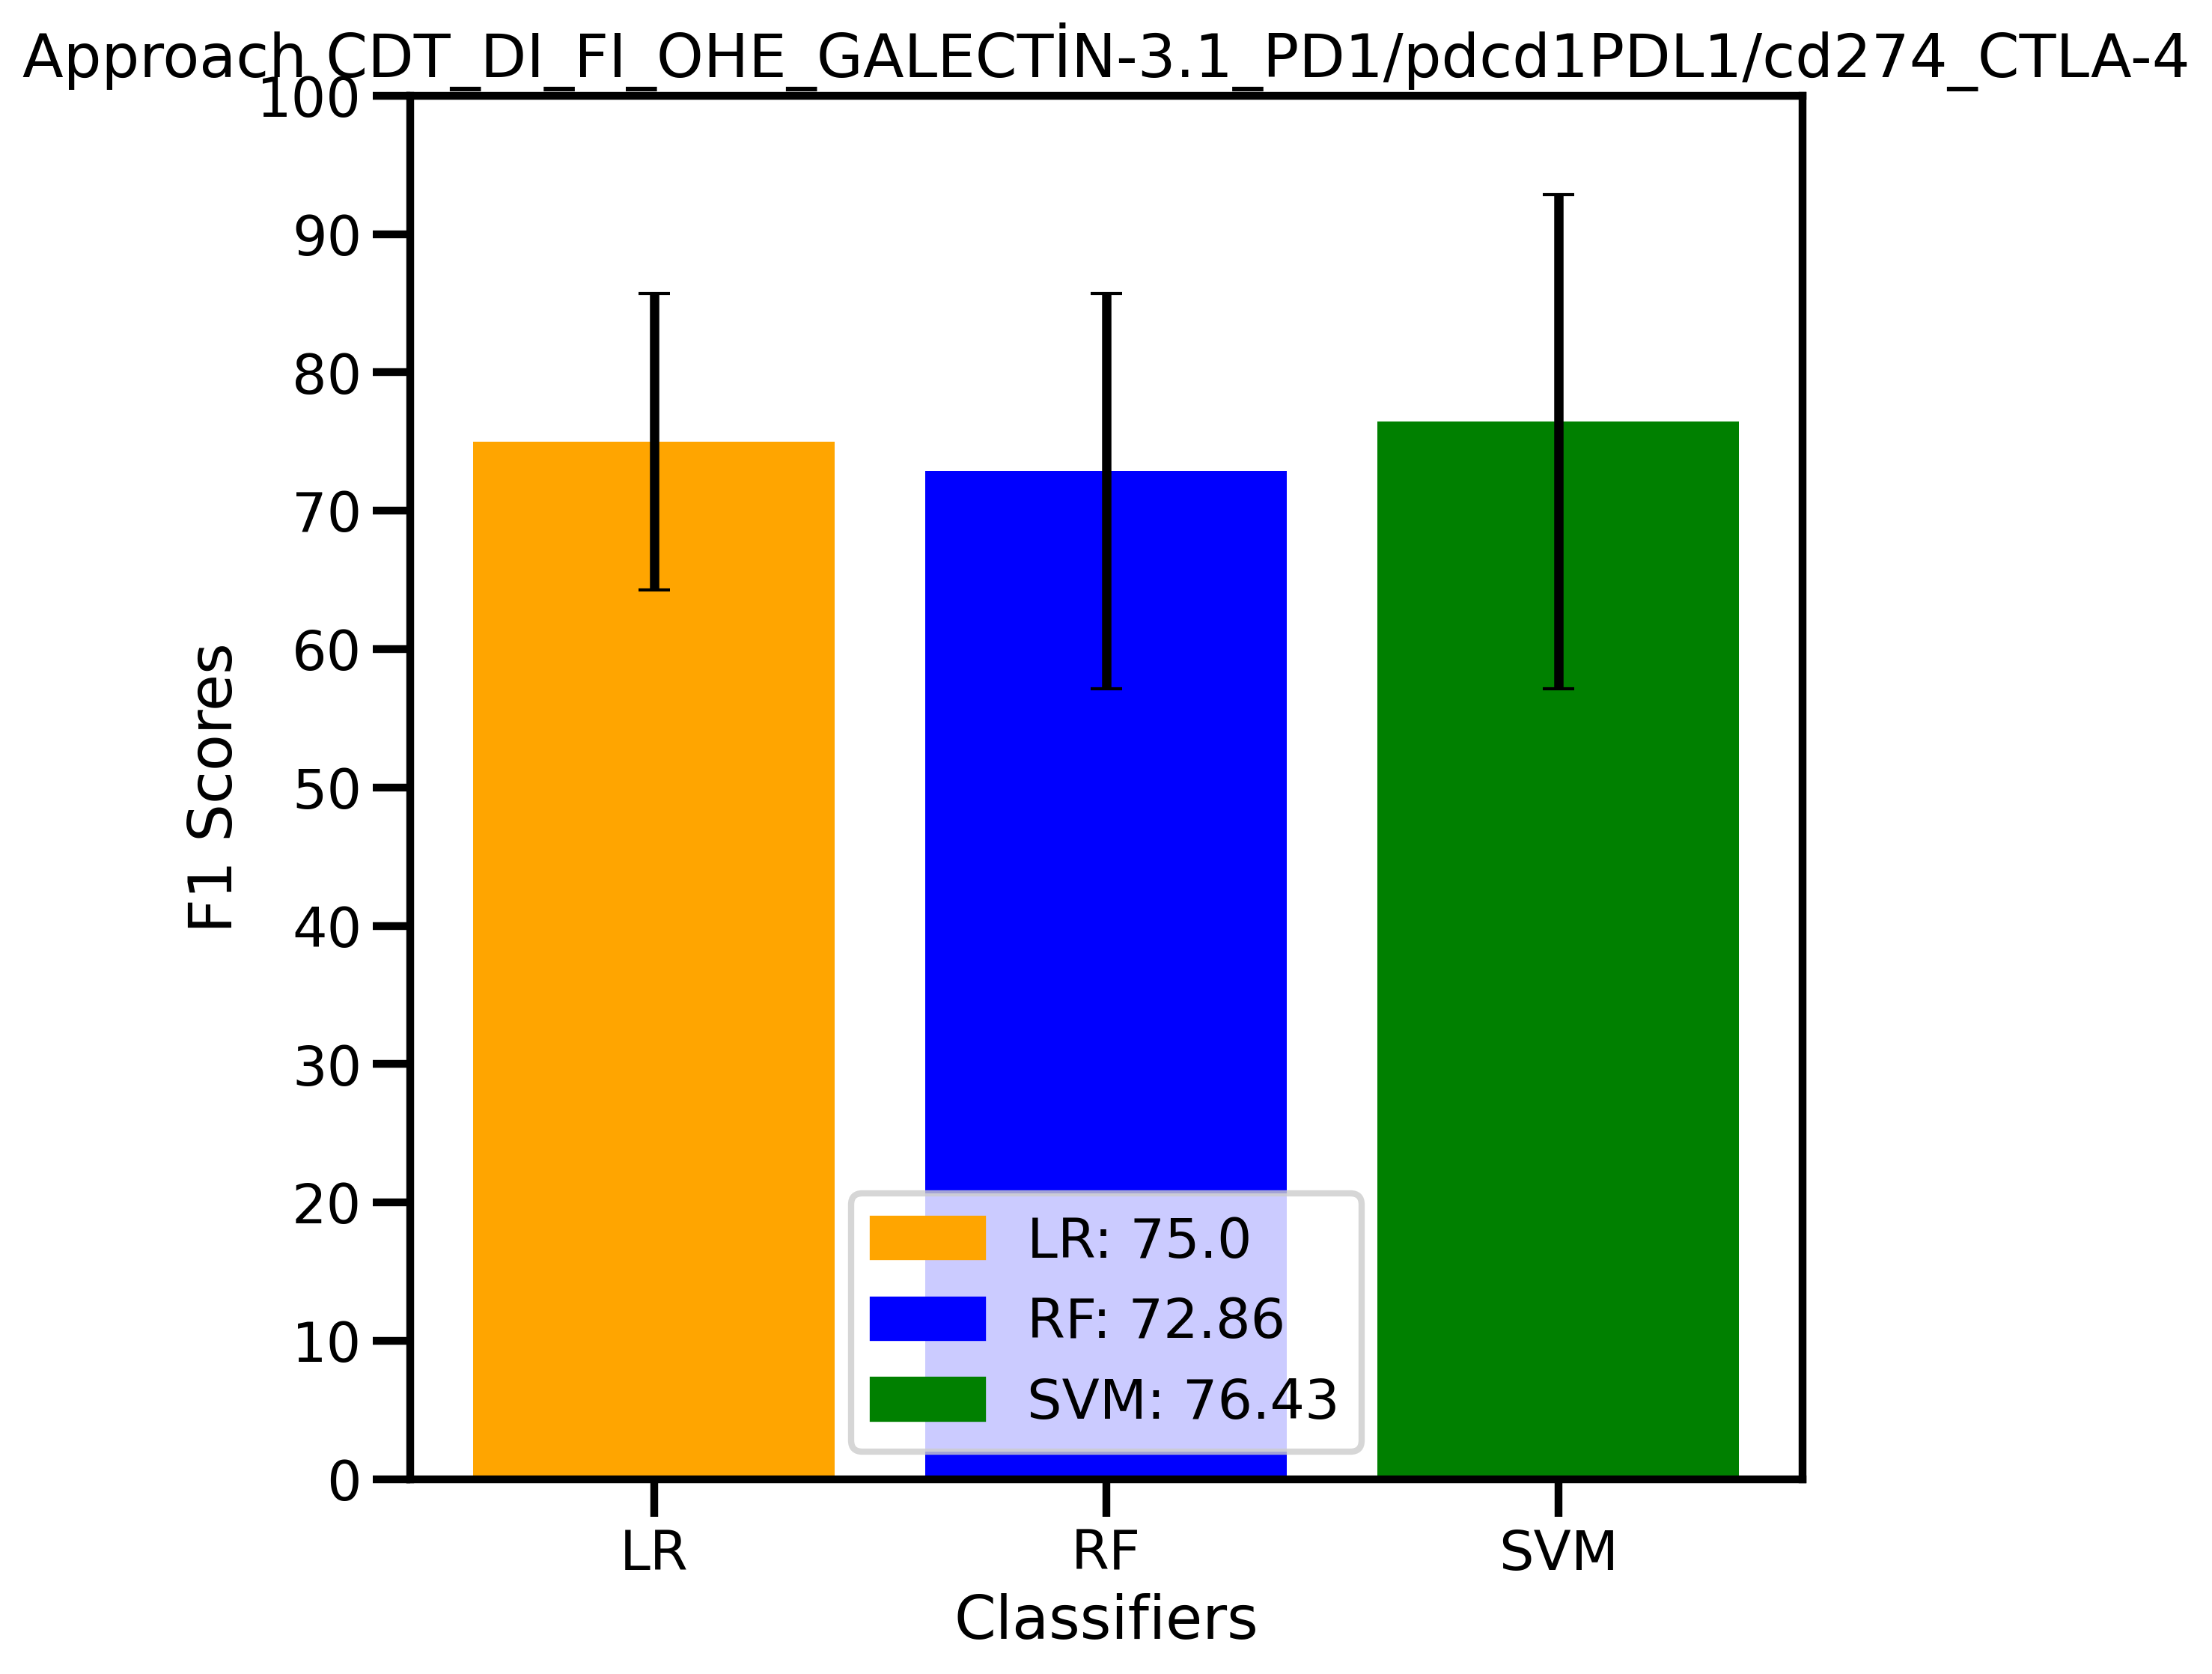 Approach CDT_DI_FI_OHE_GALECTİN-3.1_PD1/pdcd1PDL1/cd274_CTLA-4
100
90
80
70
60
50
40
30
20
10
0
F1 Scores
LR: 75.0
RF: 72.86
SVM: 76.43
LR RF SVM
Classifiers